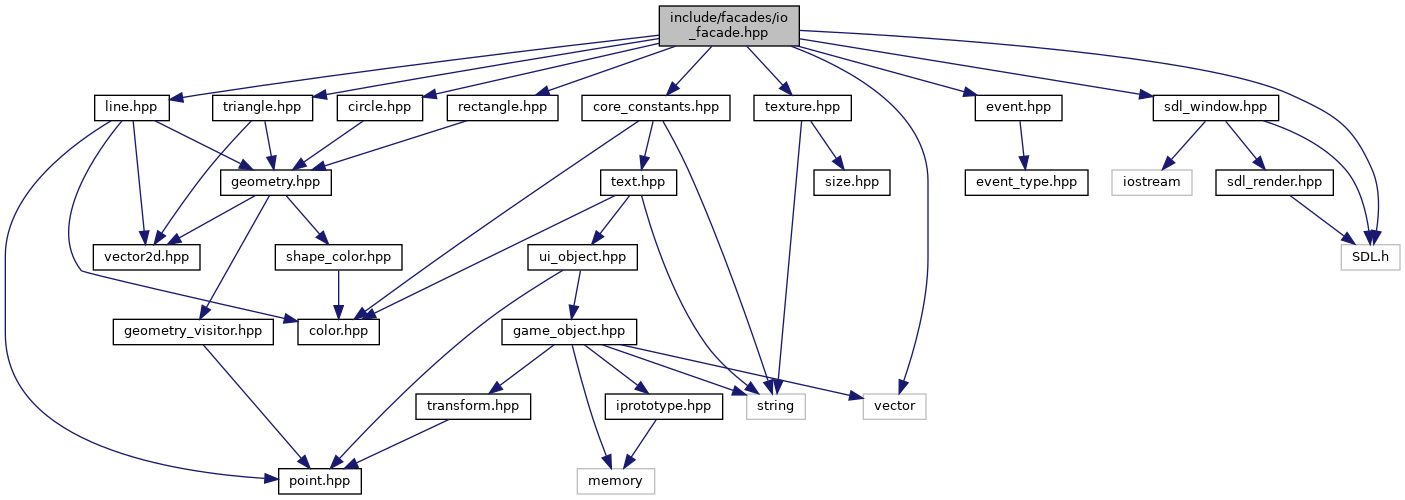 include/facades/io
_facade.hpp
line.hpp
triangle.hpp
circle.hpp
rectangle.hpp
core_constants.hpp
texture.hpp
event.hpp
sdl_window.hpp
geometry.hpp
text.hpp
size.hpp
event_type.hpp
iostream
sdl_render.hpp
vector2d.hpp
shape_color.hpp
ui_object.hpp
SDL.h
geometry_visitor.hpp
color.hpp
game_object.hpp
transform.hpp
iprototype.hpp
string
vector
point.hpp
memory